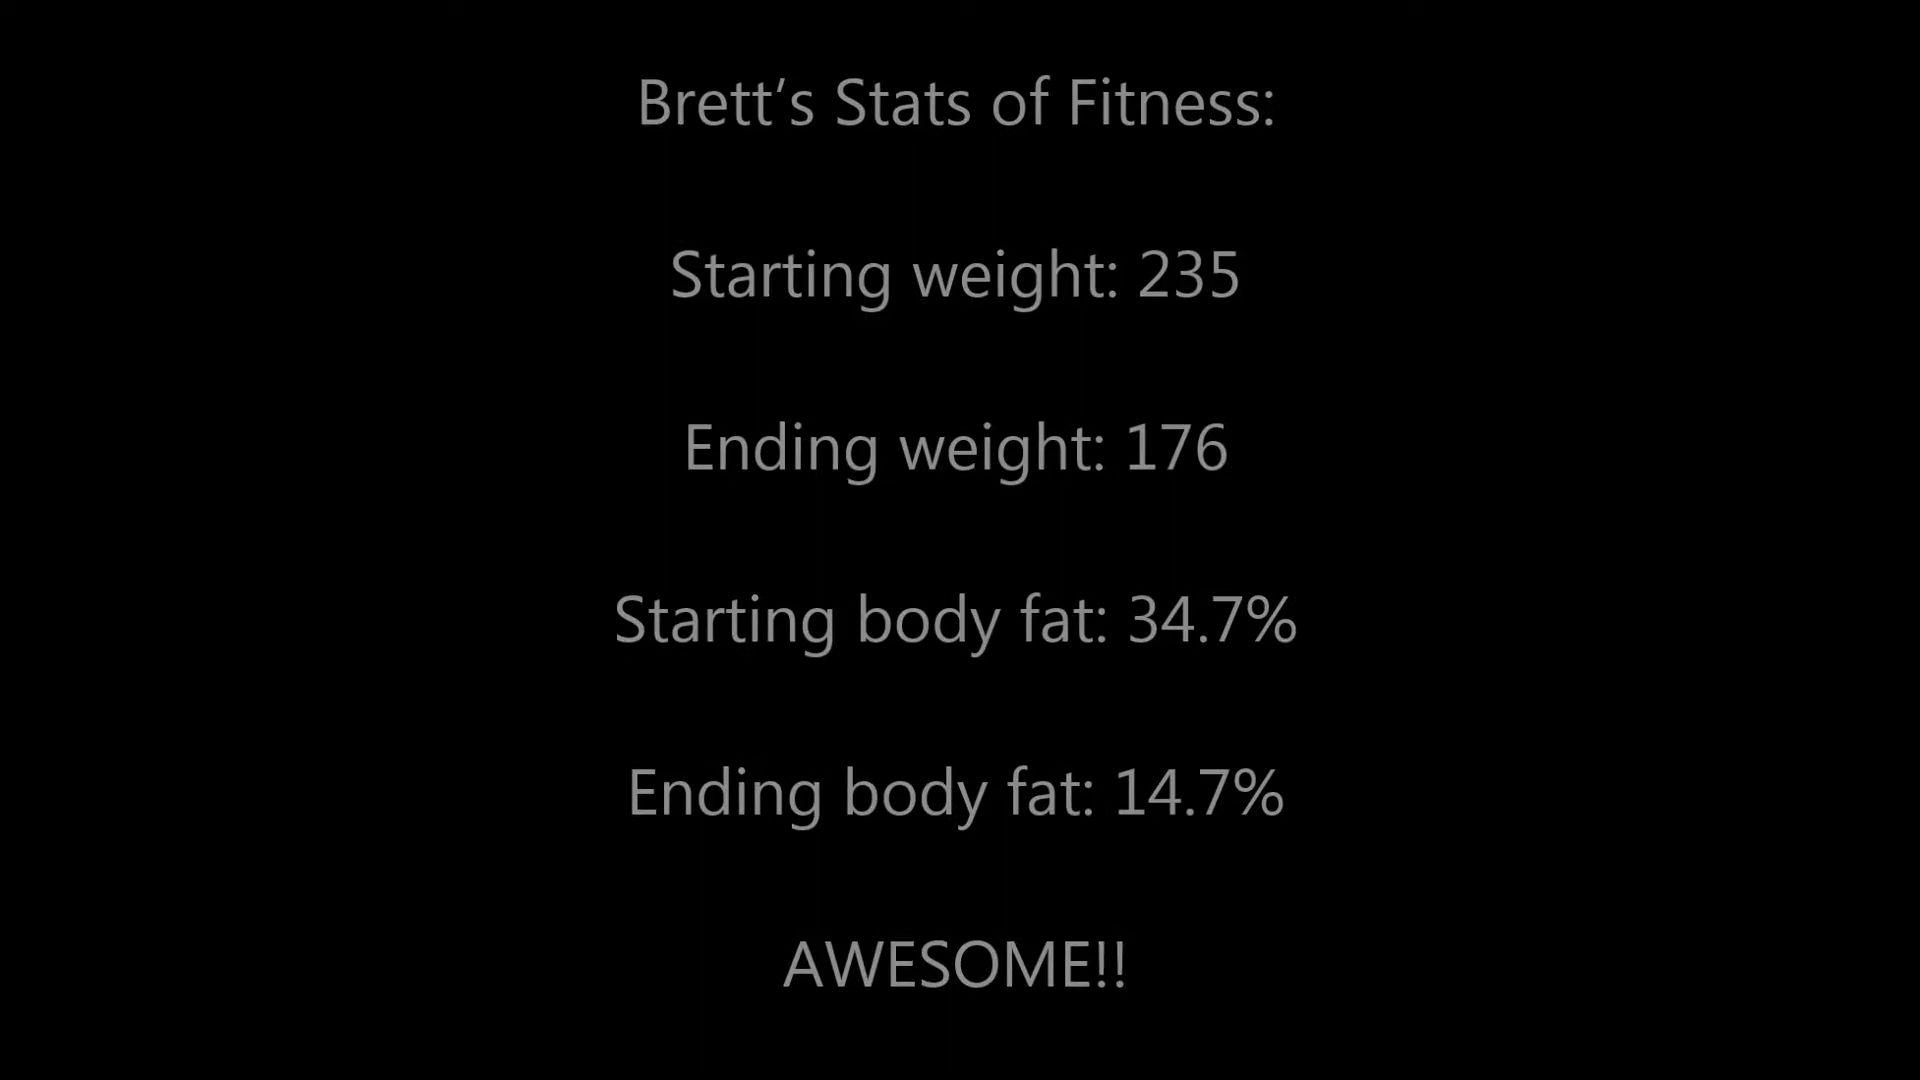 Brett's Stats of Fitness:
Starting weight: 235
Ending weight: 176
Starting body fat: 34.7%
Ending body fat: 14.7%
AWESOME!!